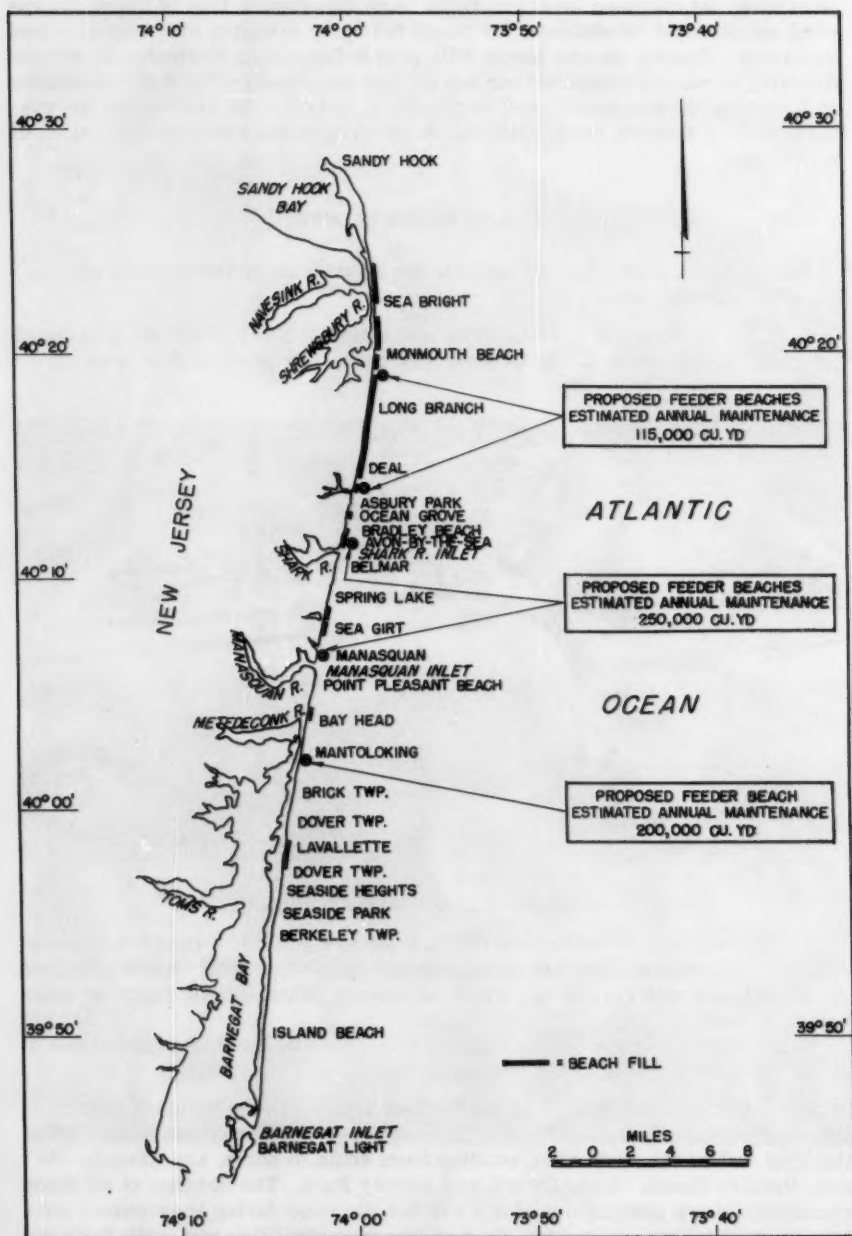 74° 10'
74° 00'
73° 50'
73° 40'
40° 30'
40° 30'
SANDY HOOK
SANDY HOOK
BAY
NAVESINK R.
SEA BRIGHT
SHREWSBURY R.
40° 20'
40° 20'
MONMOUTH BEACH
LONG BRANCH
PROPOSED FEEDER BEACHES
ESTIMATED ANNUAL MAINTENANCE
115,000 CU. YD
DEAL
NEW JERSEY
ASBURY PARK
OCEAN GROVE
BRADLEY BEACH
AVON-BY-THE-SEA
SHARK R. INLET
SHARK R.
BELMAR
ATLANTIC
40° 10'
40° 10'
SPRING LAKE
SEA GIRT
PROPOSED FEEDER BEACHES
ESTIMATED ANNUAL MAINTENANCE
250,000 CU. YD
MANASQUAN R.
MANASQUAN
MANASQUAN INLET
POINT PLEASANT BEACH
METEDECONK R.
BAY HEAD
OCEAN
MANTOLOKING
BRICK TWP.
40° 00'
40° 00'
PROPOSED FEEDER BEACH
ESTIMATED ANNUAL MAINTENANCE
200,000 CU. YD
DOVER TWP.
LAVALLETTE
DOVER TWP.
SEASIDE HEIGHTS
TOMS R.
SEASIDE PARK
BERKELEY TWP.
BARNEGAT BAY
ISLAND BEACH
39° 50'
39° 50'
= BEACH FILL
BARNEGAT INLET
BARNEGAT LIGHT
MILES
2 0 2 4 6 8
74° 10'
74° 00'
73° 50'
73° 40'